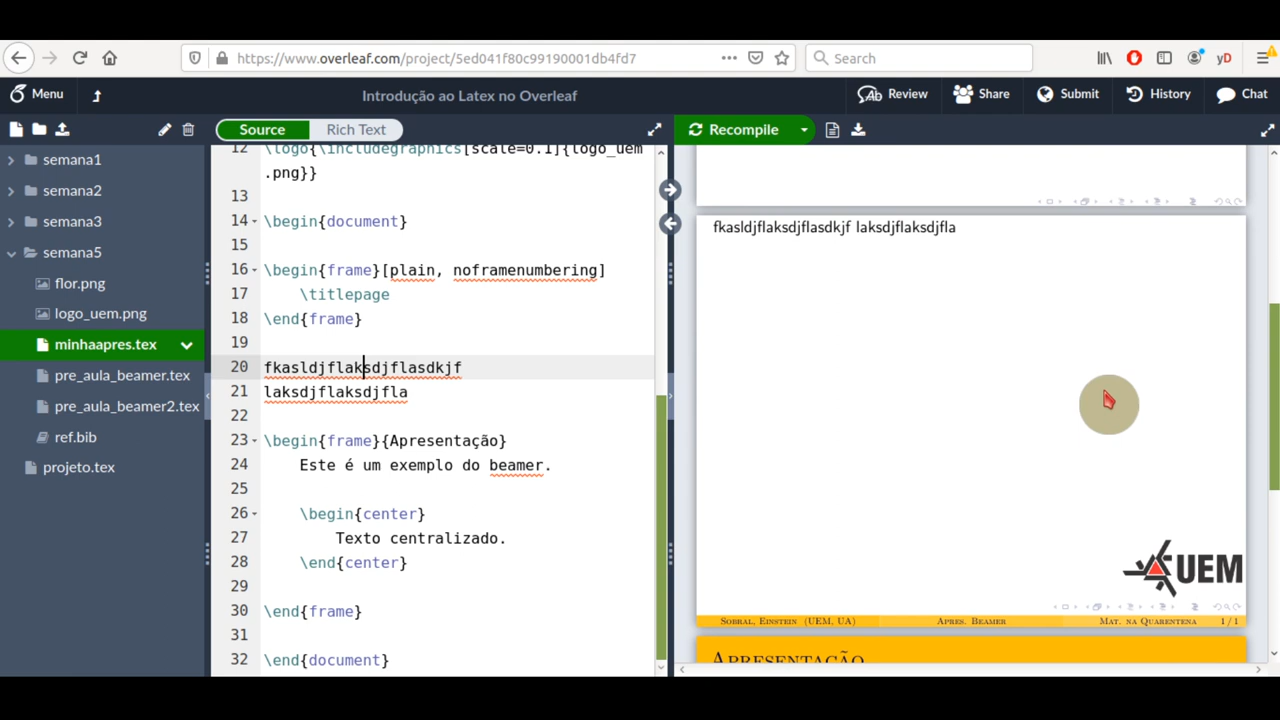 https://www.overleaf.com/project/5ed041f80c99190001db4fd7
Search
yD
Menu
Introdução ao Latex no Overleaf
Review
Share
Submit
History
Chat
Source
Rich Text
Recompile
semana1
semana2
semana3
semana5
flor.png
logo_uem.png
minhaapres.tex
pre_aula_beamer.tex
pre_aula_beamer2.tex
ref.bib
projeto.tex
12 \logo{\includegraphics[scale=0.1]{logo_uem
.png}}
13
14 \begin{document}
15
16 \begin{frame}[plain, noframenumbering]
17 \titlepage
18 \end{frame}
19
20 fkasldjflaksdjflasdkjf
21 laksdjflaksdjfla
22
23 \begin{frame}{Apresentação}
24 Este é um exemplo do beamer.
25
26 \begin{center}
27 Texto centralizado.
28 \end{center}
29
30 \end{frame}
31
32 \end{document}
fkasldjflaksdjflasdkjf laksdjflaksdjfla
UEM
Sobral, Einstein (UEM, UA) Apres. Beamer Mat. na Quarentena 1 / 1
Apresentação